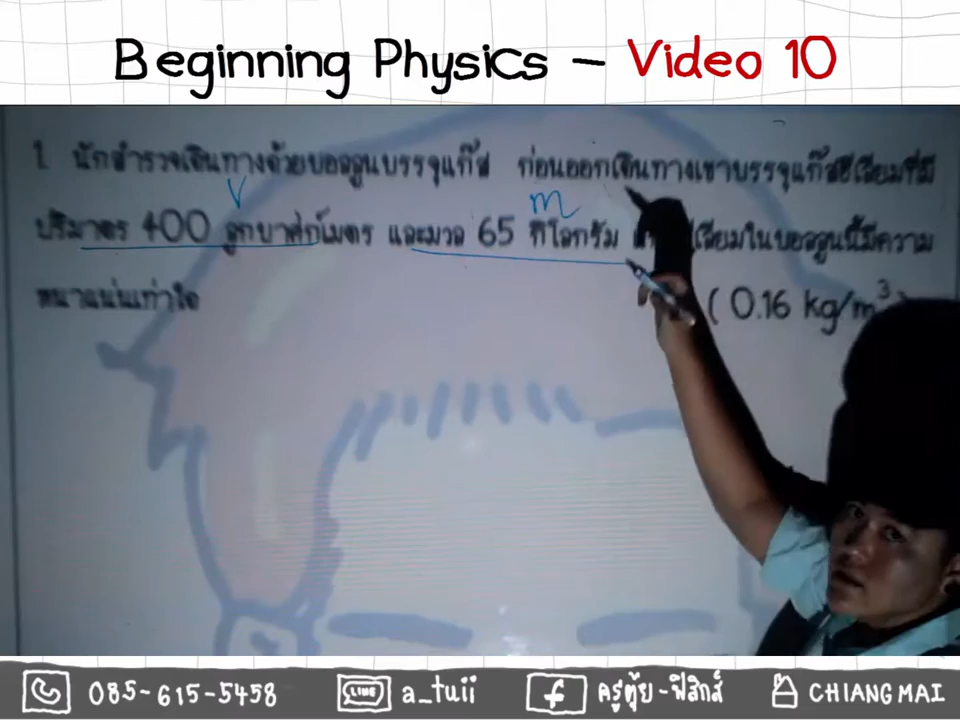 Beginning Physics – Video 10
1. นักสำรวจเดินทางด้วยบอลลูนบรรจุแก๊ส ก่อนออกเดินทางเขาบรรจุแก๊สฮีเลียมที่มี
V m
ปริมาตร 400 ลูกบาศก์เมตร และมวล 65 กิโลกรัม ในบอลลูนนี้มีความ
หนาแน่นเท่าใด ( 0.16 kg/m³ )
085-615-5458 LINE a_tuii f ครูตุ้ย-ฟิสิกส์ CHIANG MAI